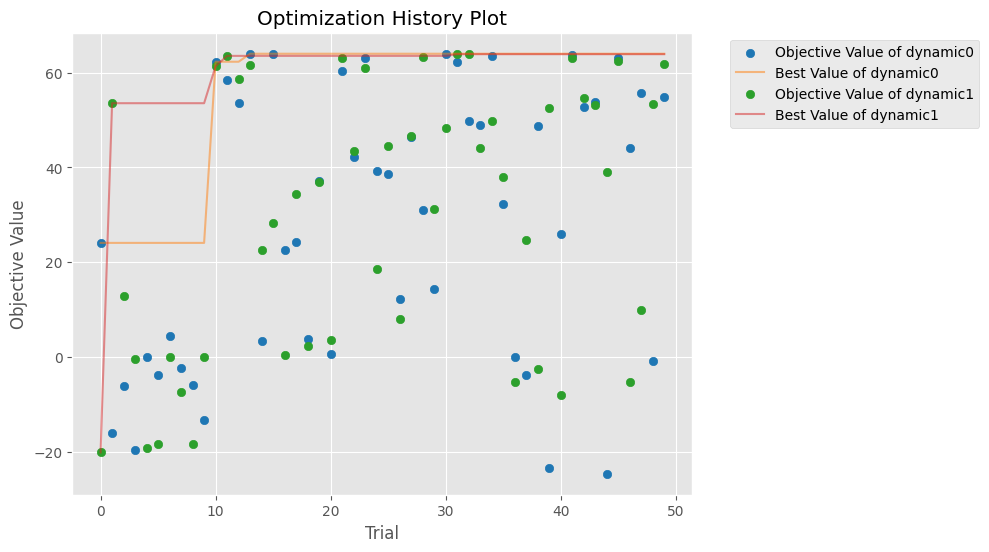 Optimization History Plot
Objective Value of dynamic0
Best Value of dynamic0
Objective Value of dynamic1
Best Value of dynamic1
Objective Value
60
40
20
0
−20
0
10
20
30
40
50
Trial